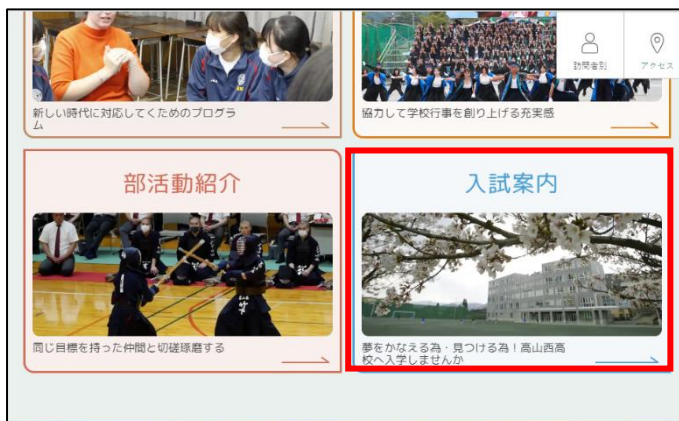 訪問者別
アクセス
新しい時代に対応してくためのプログラ
ム
協力して学校行事を創り上げる充実感
部活動紹介
入試案内
同じ目標を持った仲間と切磋琢磨する
夢をかなえる為・見つける為！高山西高
校へ入学しませんか